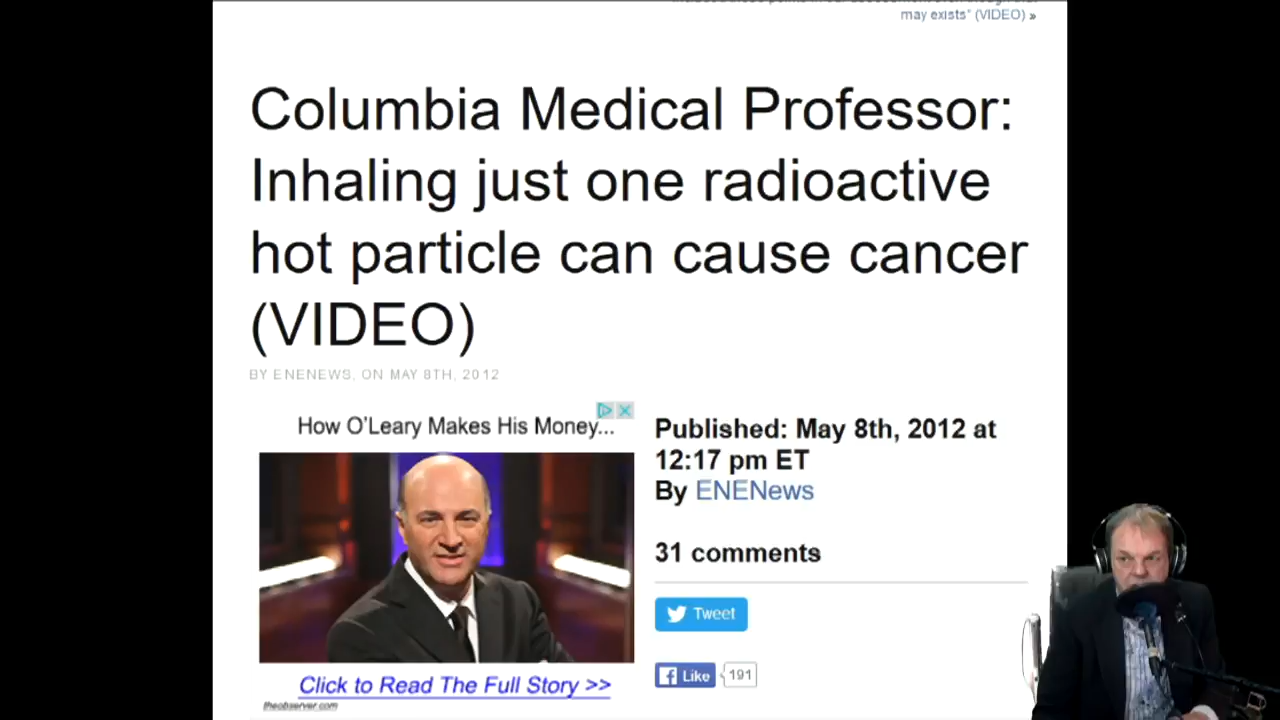 may exists" (VIDEO) »
Columbia Medical Professor:
Inhaling just one radioactive
hot particle can cause cancer
(VIDEO)
BY ENENEWS, ON MAY 8TH, 2012
How O'Leary Makes His Money...
Published: May 8th, 2012 at
12:17 pm ET
By ENENews
31 comments
Tweet
Like 191
Click to Read The Full Story >>
theobserver.com